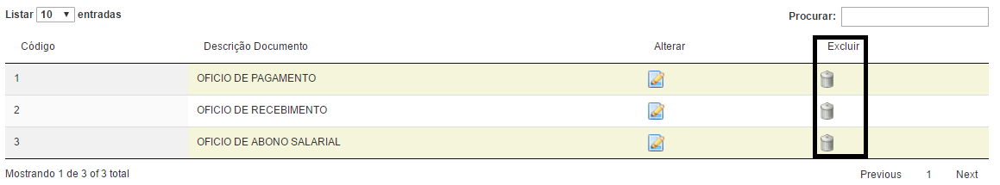 Listar 10 entradas Procurar:
Código Descrição Documento Alterar Excluir
1 OFICIO DE PAGAMENTO
2 OFICIO DE RECEBIMENTO
3 OFICIO DE ABONO SALARIAL
Mostrando 1 de 3 of 3 total Previous 1 Next